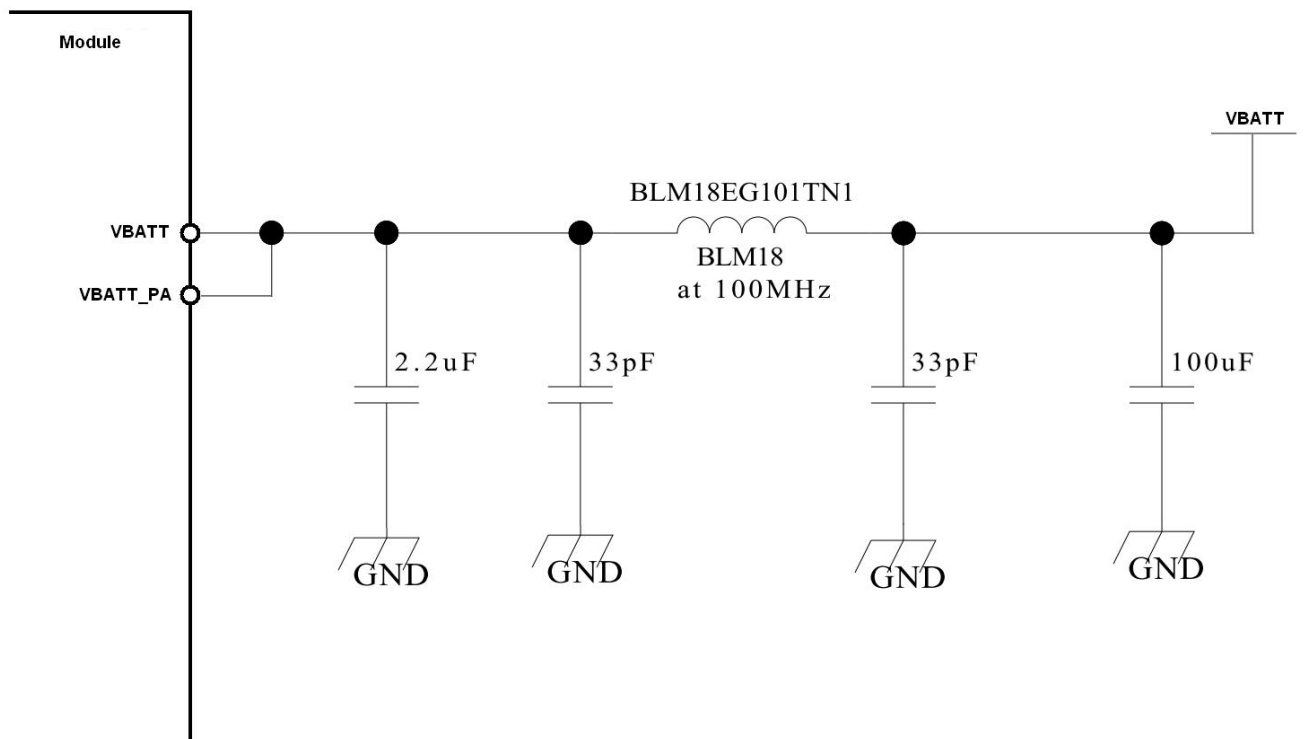 Module
VBATT
BLM18EG101TN1
VBATT
BLM18
at 100MHz
VBATT_PA
2.2uF
33pF
33pF
100uF
GND
GND
GND
GND